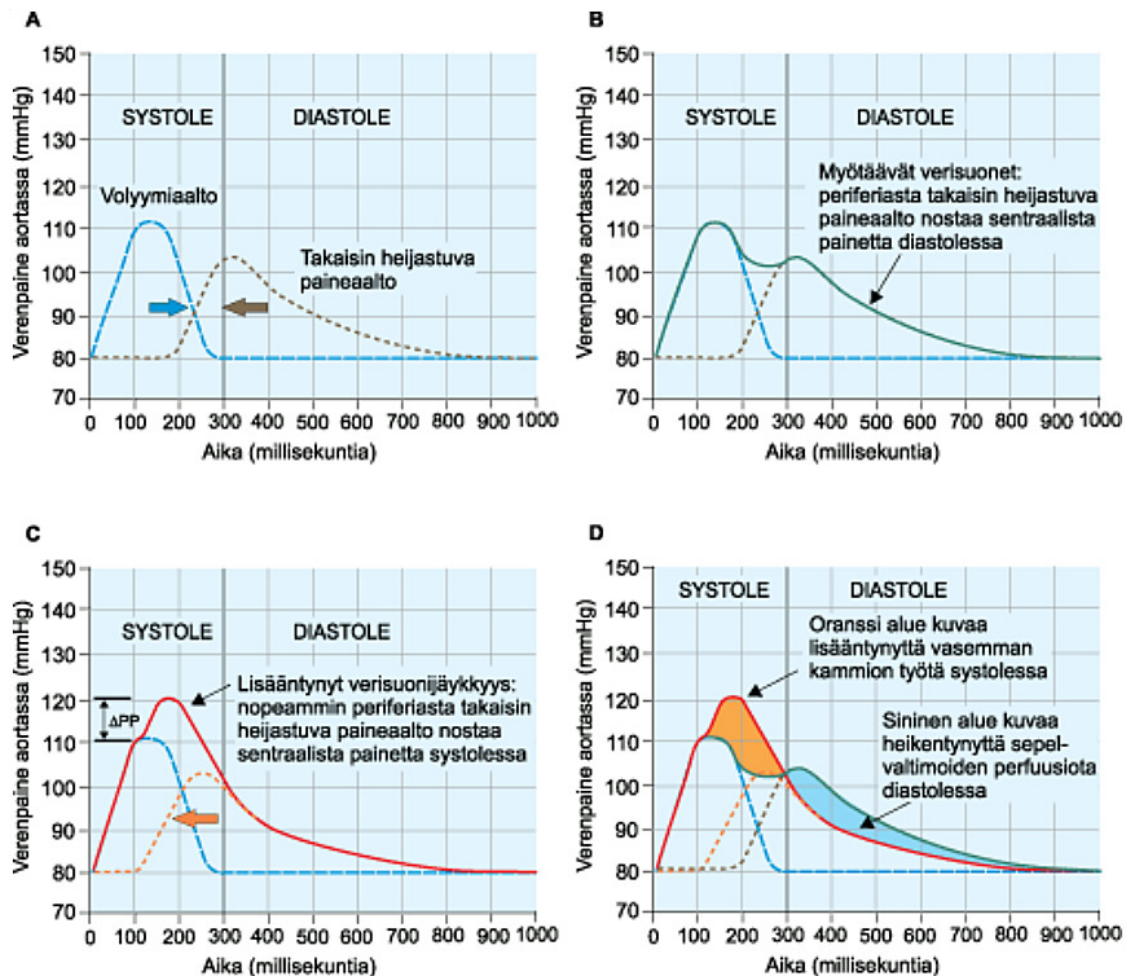 A
Verenpaine aortassa (mmHg)
150
140
130
120
110
100
90
80
70
SYSTOLE
DIASTOLE
Volyymiaalto
Takaisin heijastuva
paineaalto
0 100 200 300 400 500 600 700 800 900 1000
Aika (millisekuntia)
B
Verenpaine aortassa (mmHg)
150
140
130
120
110
100
90
80
70
SYSTOLE
DIASTOLE
Myötäävät verisuonet:
periferiasta takaisin heijastuva
paineaalto nostaa sentraalista
painetta diastolessa
0 100 200 300 400 500 600 700 800 900 1000
Aika (millisekuntia)
C
Verenpaine aortassa (mmHg)
150
140
130
120
110
100
90
80
70
SYSTOLE
DIASTOLE
ΔPP
Lisääntynyt verisuonijäykkyys:
nopeammin periferiasta takaisin
heijastuva paineaalto nostaa
sentraalista painetta systolessa
0 100 200 300 400 500 600 700 800 900 1000
Aika (millisekuntia)
D
Verenpaine aortassa (mmHg)
150
140
130
120
110
100
90
80
70
SYSTOLE
DIASTOLE
Oranssi alue kuvaa
lisääntynyttä vasemman
kammion työtä systolessa
Sininen alue kuvaa
heikentynyttä sepel-
valtimoiden perfuusiota
diastolessa
0 100 200 300 400 500 600 700 800 900 1000
Aika (millisekuntia)